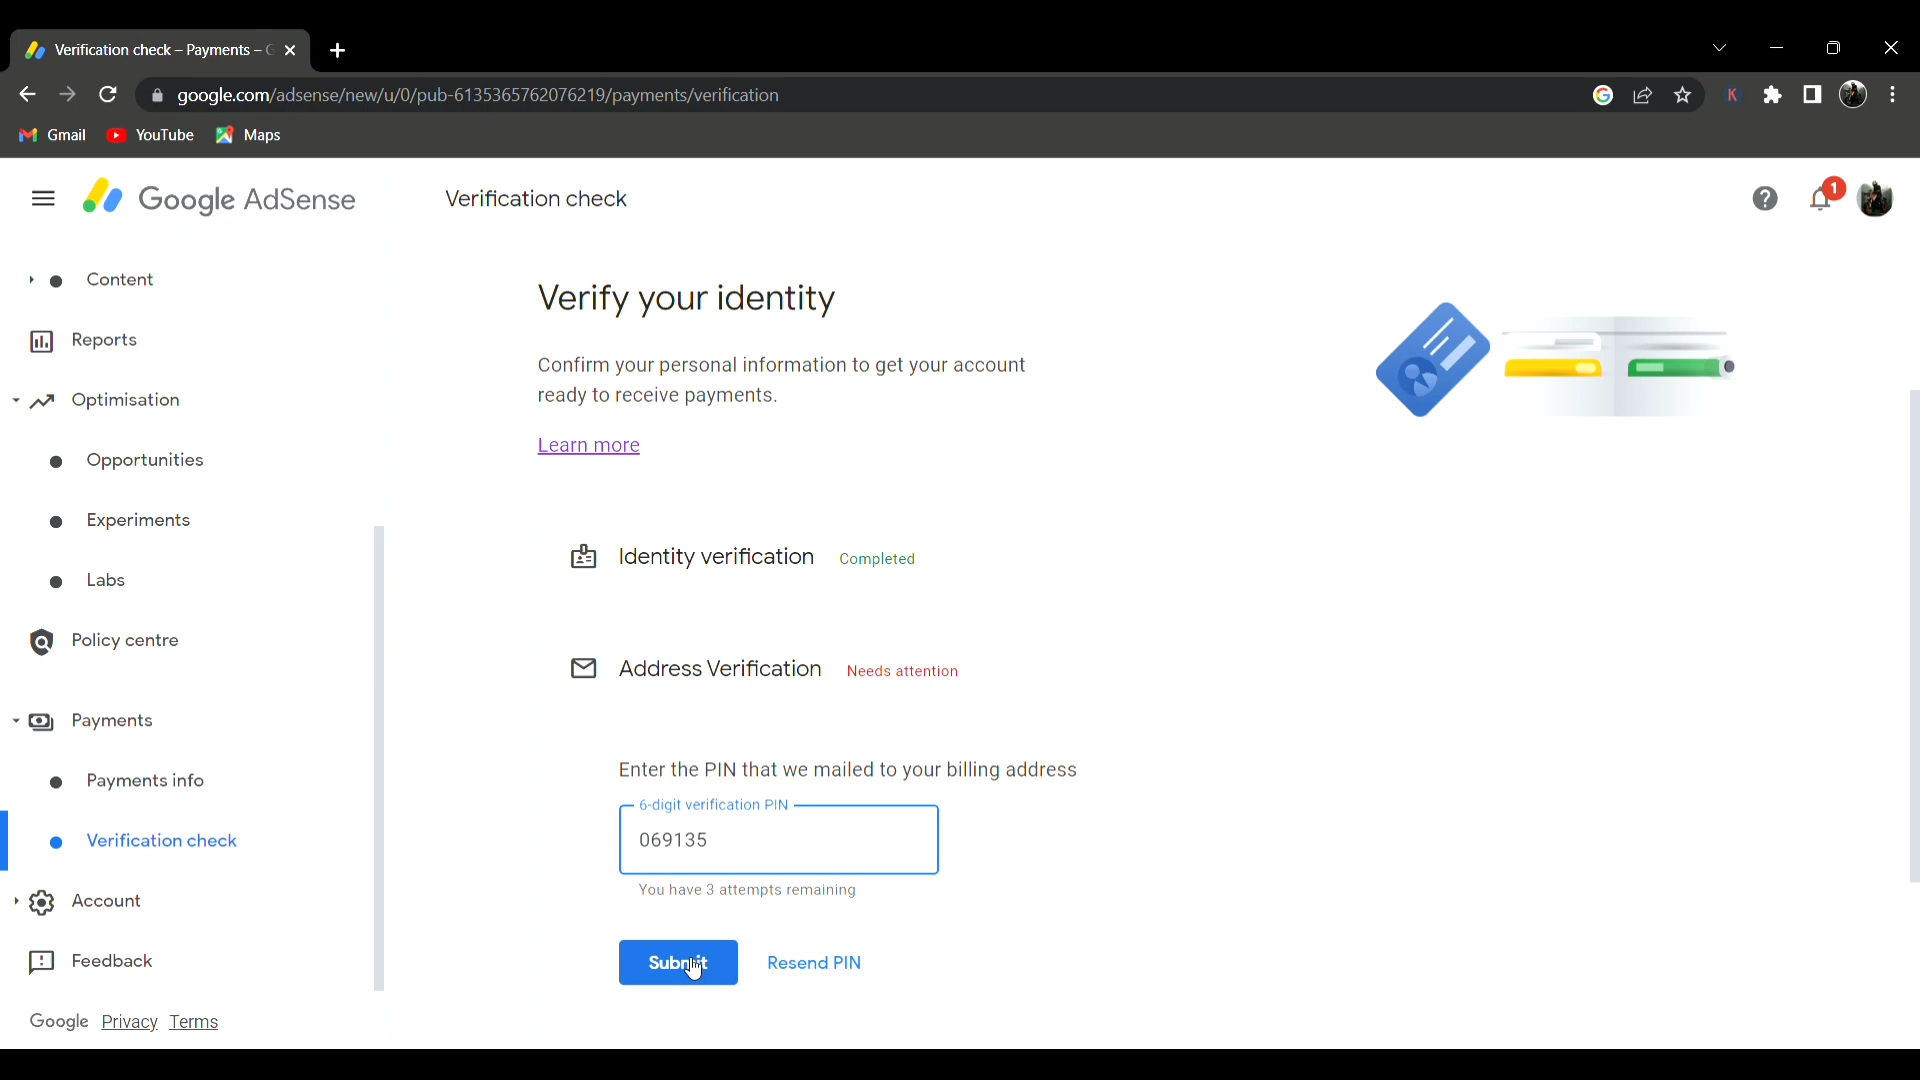 Verification check – Payments – G
google.com/adsense/new/u/0/pub-6135365762076219/payments/verification
K
Gmail YouTube Maps
Google AdSense
Verification check
1
Content
Reports
Optimisation
Opportunities
Experiments
Labs
Policy centre
Payments
Payments info
Verification check
Account
Feedback
Google Privacy Terms
Verify your identity
Confirm your personal information to get your account
ready to receive payments.
Learn more
Identity verification Completed
Address Verification Needs attention
Enter the PIN that we mailed to your billing address
6-digit verification PIN
069135
You have 3 attempts remaining
Submit Resend PIN